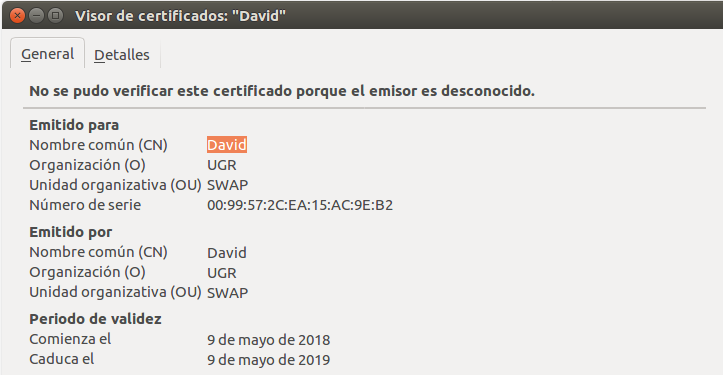 Visor de certificados: "David"
General Detalles
No se pudo verificar este certificado porque el emisor es desconocido.
Emitido para
Nombre común (CN) David
Organización (O) UGR
Unidad organizativa (OU) SWAP
Número de serie 00:99:57:2C:EA:15:AC:9E:B2
Emitido por
Nombre común (CN) David
Organización (O) UGR
Unidad organizativa (OU) SWAP
Periodo de validez
Comienza el 9 de mayo de 2018
Caduca el 9 de mayo de 2019